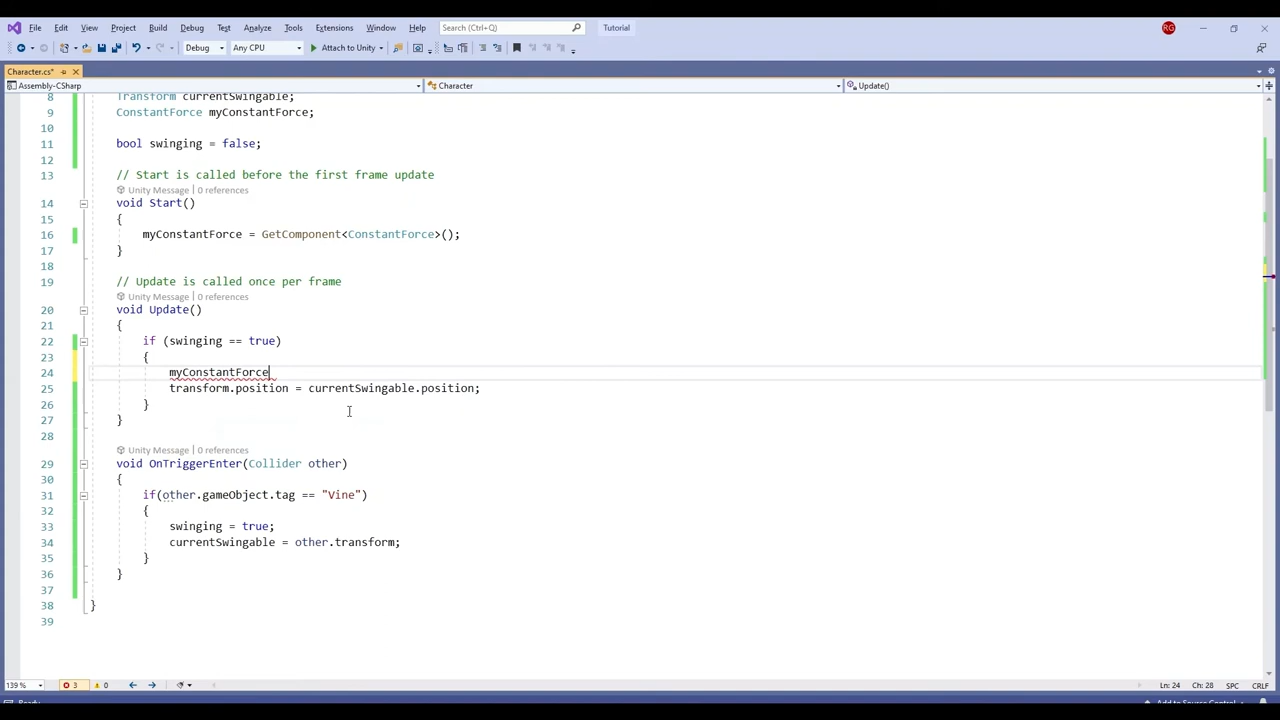 File Edit View Project Build Debug Test Analyze Tools Extensions Window Help Search (Ctrl+Q) Tutorial RG
Debug Any CPU Attach to Unity
Character.cs*
Assembly-CSharp Character Update()
8 Transform currentSwingable;
9 ConstantForce myConstantForce;
10
11 bool swinging = false;
12
13 // Start is called before the first frame update
Unity Message | 0 references
14 void Start()
15 {
16 myConstantForce = GetComponent<ConstantForce>();
17 }
18
19 // Update is called once per frame
Unity Message | 0 references
20 void Update()
21 {
22 if (swinging == true)
23 {
24 myConstantForce
25 transform.position = currentSwingable.position;
26 }
27 }
28
Unity Message | 0 references
29 void OnTriggerEnter(Collider other)
30 {
31 if(other.gameObject.tag == "Vine")
32 {
33 swinging = true;
34 currentSwingable = other.transform;
35 }
36 }
37
38 }
39
139 % 3 0 Ln: 24 Ch: 28 SPC CRLF
Ready Add to Source Control